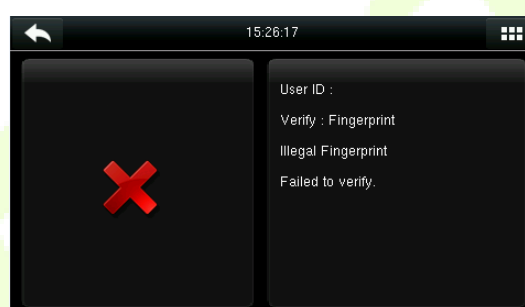 15:26:17
User ID :
Verify : Fingerprint
Illegal Fingerprint
Failed to verify.